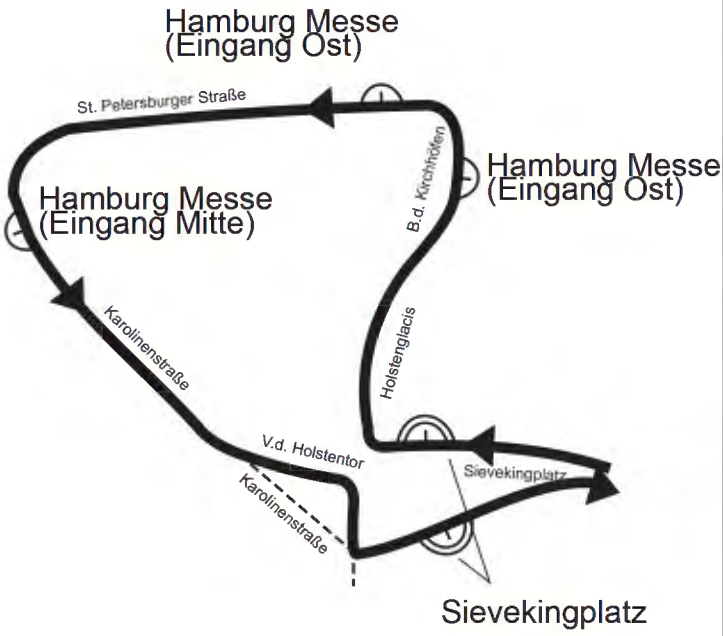 Hamburg Messe
(Eingang Ost)
St. Petersburger Straße
B.d. Kirchhöfen
Hamburg Messe
(Eingang Ost)
Hamburg Messe
(Eingang Mitte)
Karolinenstraße
Holstenglacis
V.d. Holstentor
Sievekingplatz
Karolinenstraße
Sievekingplatz